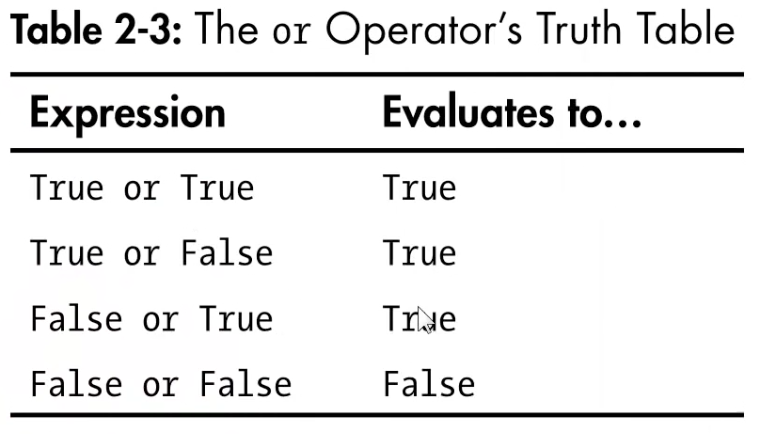 Table 2-3: The or Operator’s Truth Table
Expression Evaluates to…
True or True True
True or False True
False or True True
False or False False